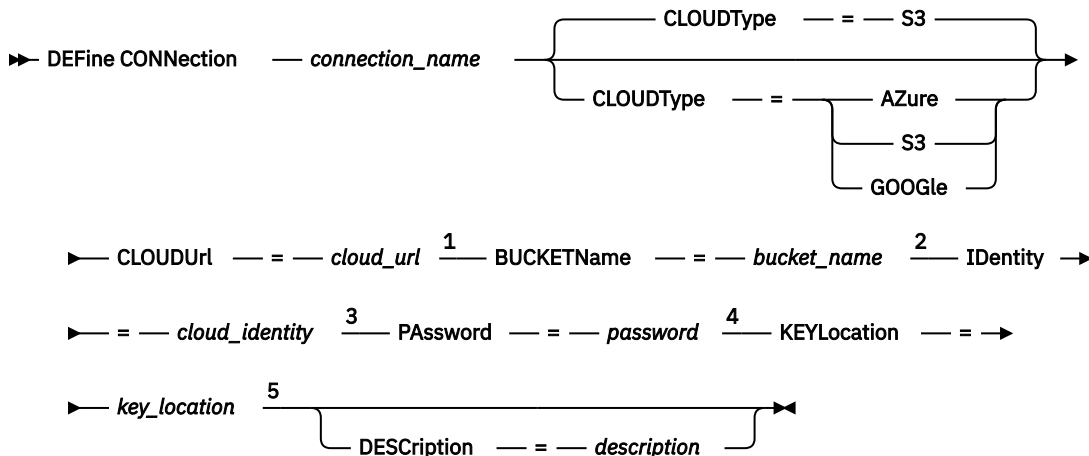 CLOUDType = S3
DEFine CONNection connection_name
CLOUDType = AZure
S3
GOOGle
CLOUDUrl = cloud_url 1 BUCKETName = bucket_name 2 IDentity
= cloud_identity 3 PAssword = password 4 KEYLocation =
key_location 5
DESCription = description